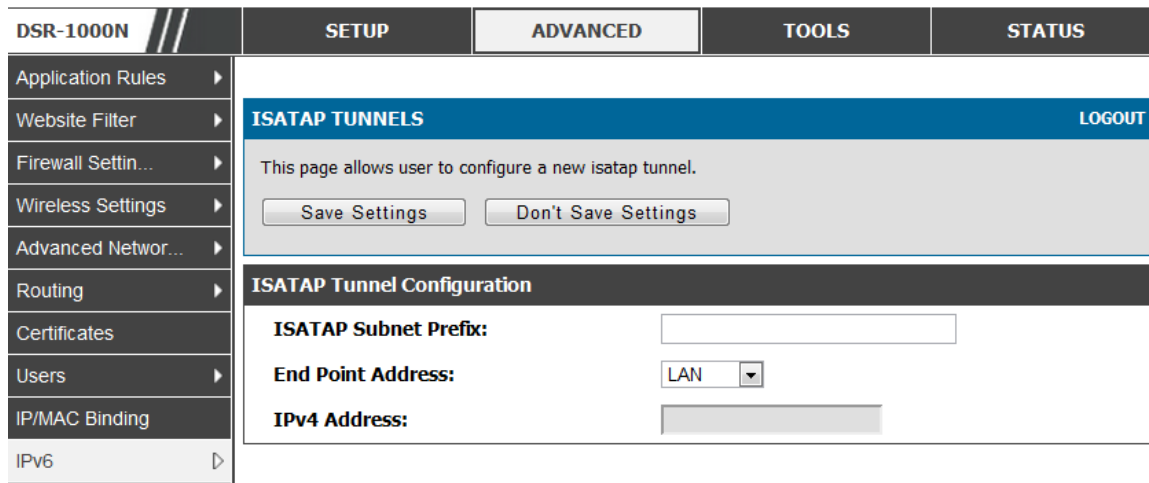 DSR-1000N
SETUP
ADVANCED
TOOLS
STATUS
Application Rules
Website Filter
Firewall Settin...
Wireless Settings
Advanced Networ...
Routing
Certificates
Users
IP/MAC Binding
IPv6
ISATAP TUNNELS
LOGOUT
This page allows user to configure a new isatap tunnel.
Save Settings
Don't Save Settings
ISATAP Tunnel Configuration
ISATAP Subnet Prefix:
End Point Address:
LAN
IPv4 Address: